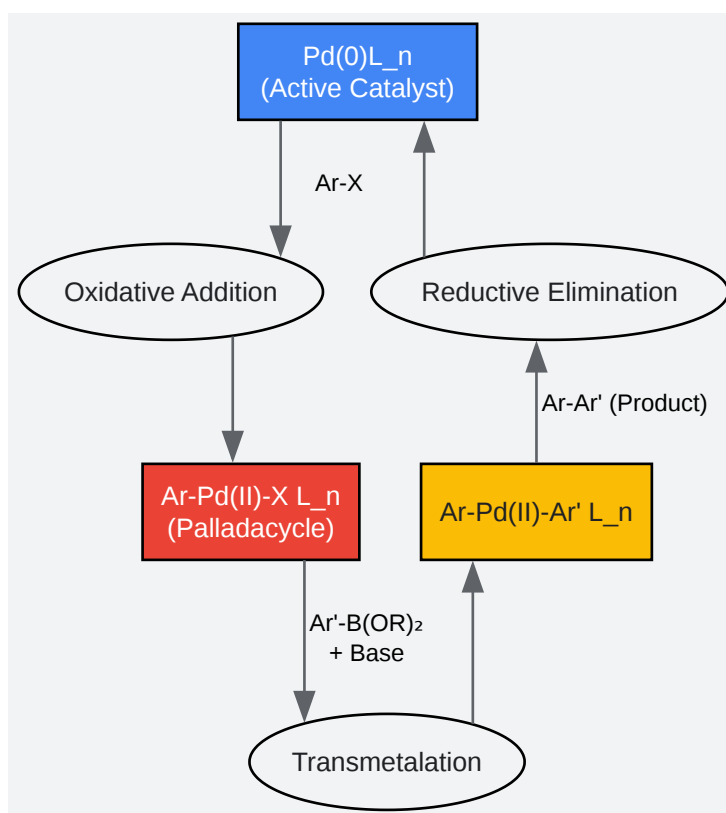 Pd(0)L_n
(Active Catalyst)
Ar-X
Oxidative Addition
Reductive Elimination
Ar-Ar' (Product)
Ar-Pd(II)-X L_n
(Palladacycle)
Ar-Pd(II)-Ar' L_n
Ar'-B(OR)₂
+ Base
Transmetalation